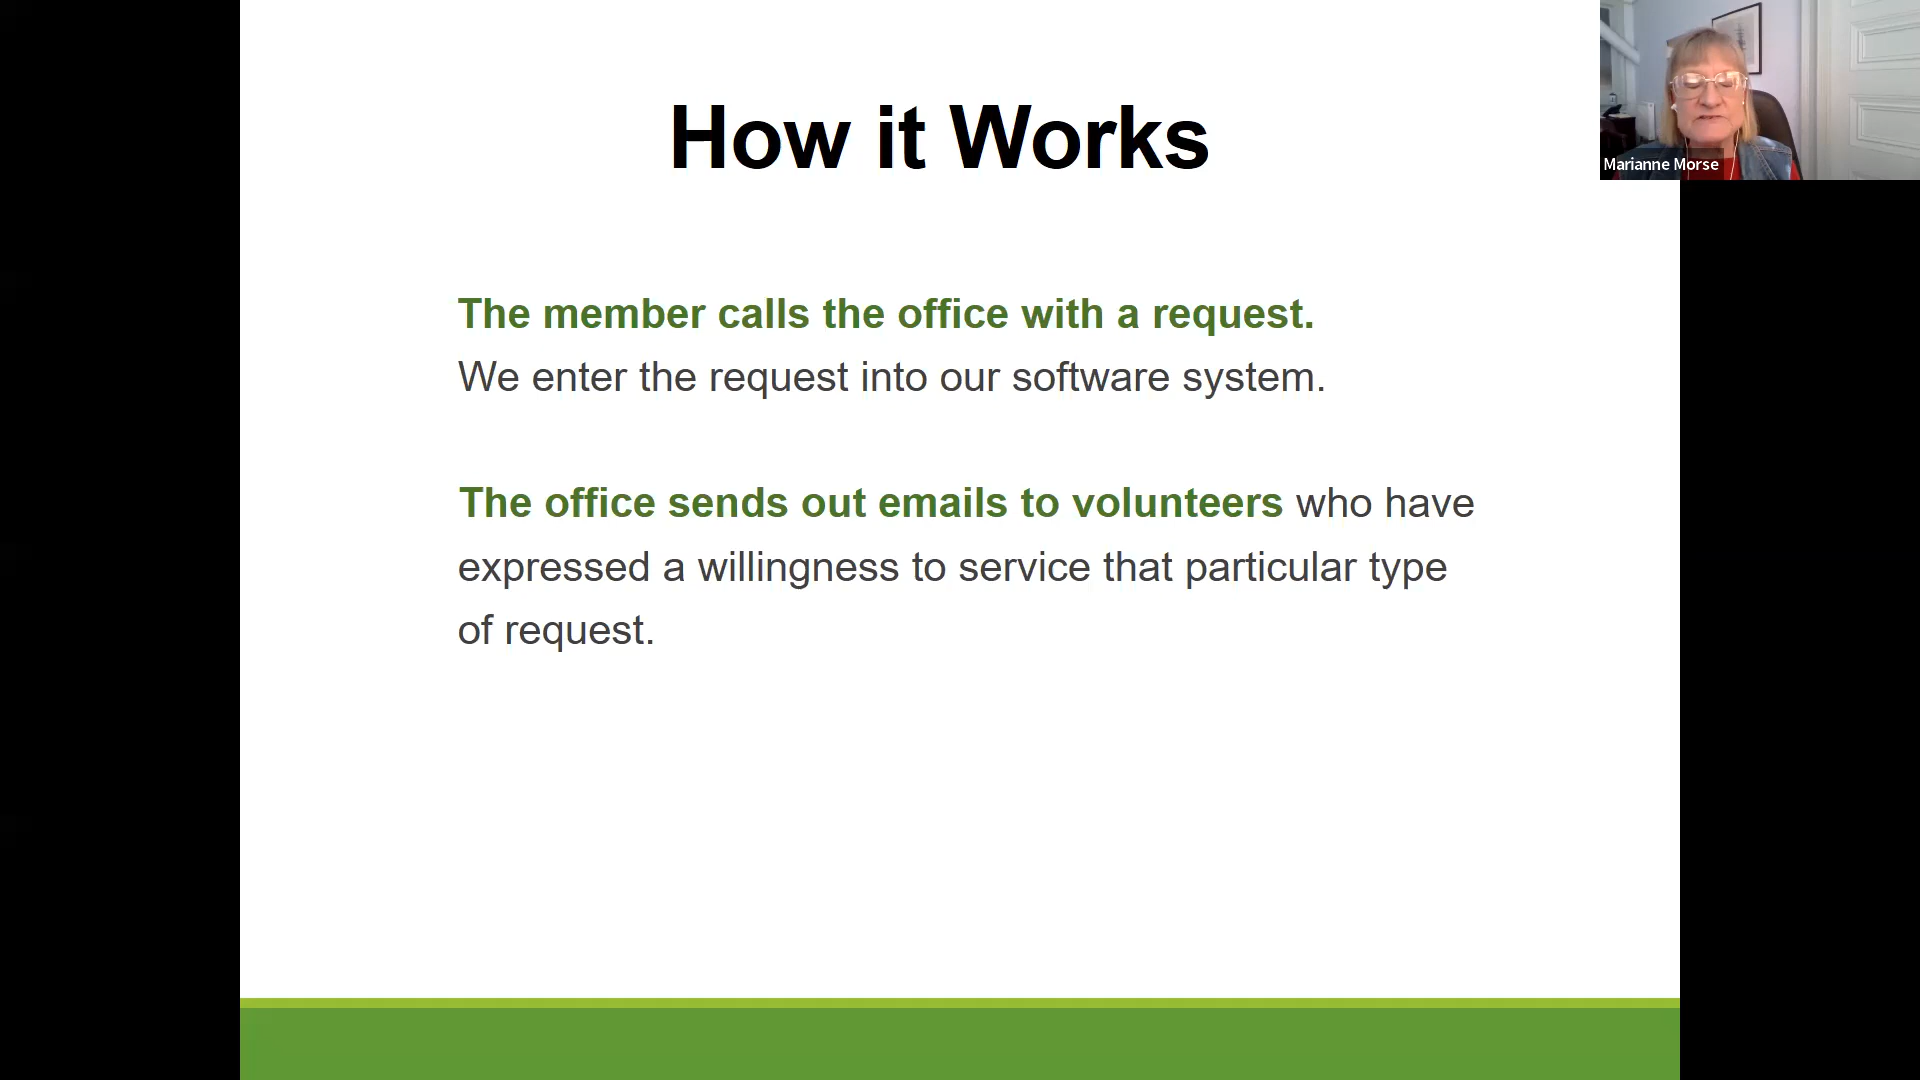 How it Works
Marianne Morse
The member calls the office with a request.
We enter the request into our software system.
The office sends out emails to volunteers who have
expressed a willingness to service that particular type
of request.